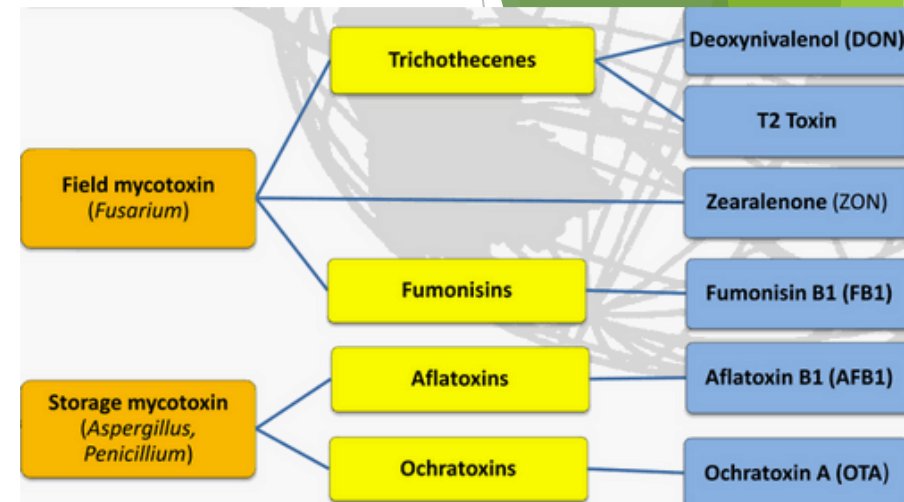 Field mycotoxin
(Fusarium)
Trichothecenes
Deoxynivalenol (DON)
T2 Toxin
Zearalenone (ZON)
Fumonisins
Fumonisin B1 (FB1)
Storage mycotoxin
(Aspergillus,
Penicillium)
Aflatoxins
Aflatoxin B1 (AFB1)
Ochratoxins
Ochratoxin A (OTA)